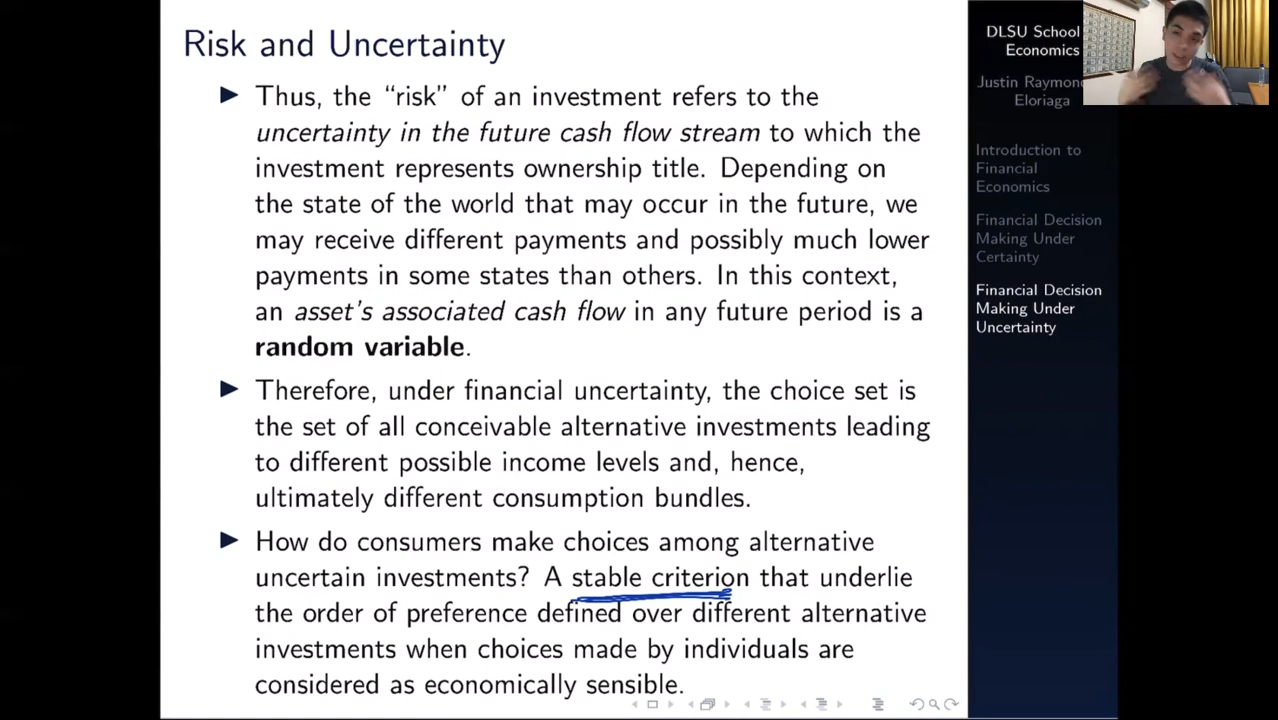 Risk and Uncertainty
▶ Thus, the “risk” of an investment refers to the
uncertainty in the future cash flow stream to which the
investment represents ownership title. Depending on
the state of the world that may occur in the future, we
may receive different payments and possibly much lower
payments in some states than others. In this context,
an asset's associated cash flow in any future period is a
random variable.
▶ Therefore, under financial uncertainty, the choice set is
the set of all conceivable alternative investments leading
to different possible income levels and, hence,
ultimately different consumption bundles.
▶ How do consumers make choices among alternative
uncertain investments? A stable criterion that underlie
the order of preference defined over different alternative
investments when choices made by individuals are
considered as economically sensible.
DLSU School
Economics
Justin Raymon
Eloriaga
Introduction to
Financial
Economics
Financial Decision
Making Under
Certainty
Financial Decision
Making Under
Uncertainty